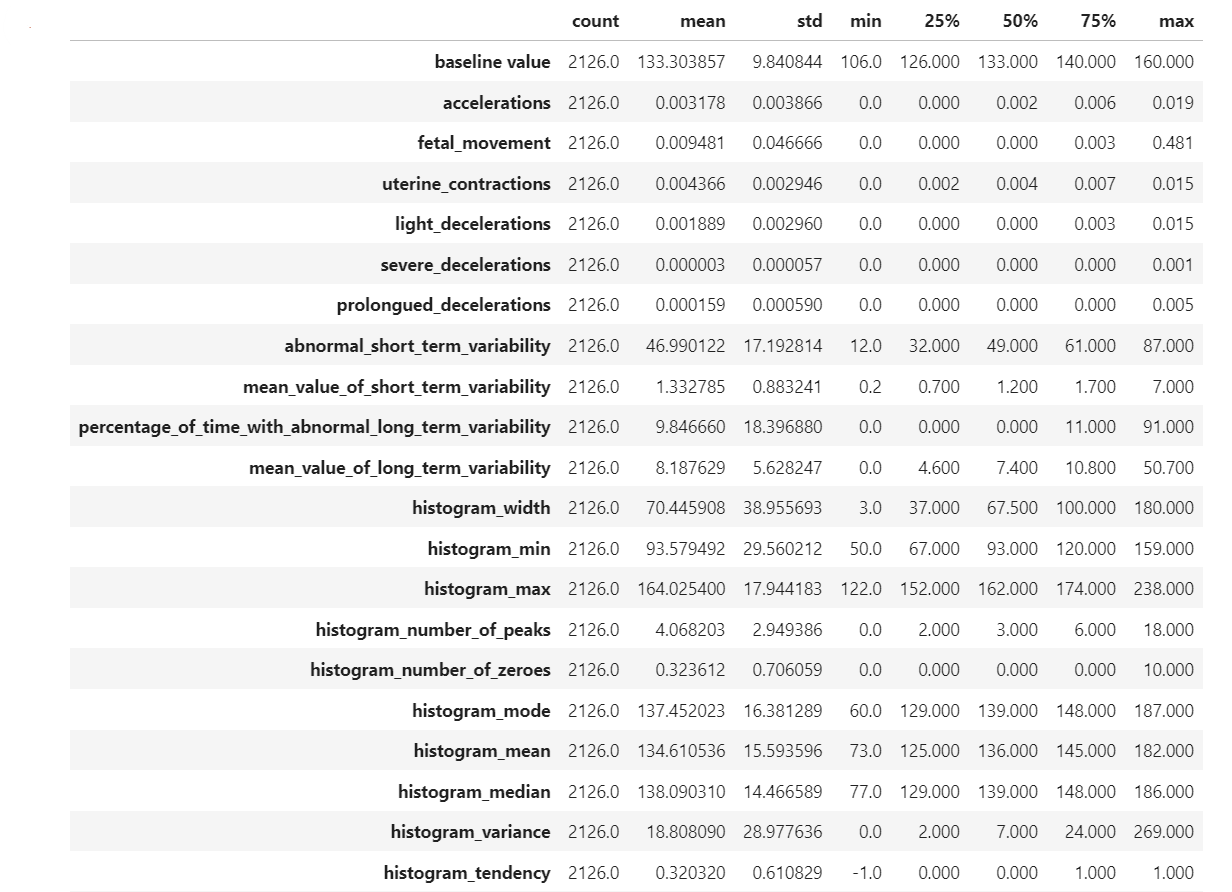 count mean std min 25% 50% 75% max
baseline value 2126.0 133.303857 9.840844 106.0 126.000 133.000 140.000 160.000
accelerations 2126.0 0.003178 0.003866 0.0 0.000 0.002 0.006 0.019
fetal_movement 2126.0 0.009481 0.046666 0.0 0.000 0.000 0.003 0.481
uterine_contractions 2126.0 0.004366 0.002946 0.0 0.002 0.004 0.007 0.015
light_decelerations 2126.0 0.001889 0.002960 0.0 0.000 0.000 0.003 0.015
severe_decelerations 2126.0 0.000003 0.000057 0.0 0.000 0.000 0.000 0.001
prolongued_decelerations 2126.0 0.000159 0.000590 0.0 0.000 0.000 0.000 0.005
abnormal_short_term_variability 2126.0 46.990122 17.192814 12.0 32.000 49.000 61.000 87.000
mean_value_of_short_term_variability 2126.0 1.332785 0.883241 0.2 0.700 1.200 1.700 7.000
percentage_of_time_with_abnormal_long_term_variability 2126.0 9.846660 18.396880 0.0 0.000 0.000 11.000 91.000
mean_value_of_long_term_variability 2126.0 8.187629 5.628247 0.0 4.600 7.400 10.800 50.700
histogram_width 2126.0 70.445908 38.955693 3.0 37.000 67.500 100.000 180.000
histogram_min 2126.0 93.579492 29.560212 50.0 67.000 93.000 120.000 159.000
histogram_max 2126.0 164.025400 17.944183 122.0 152.000 162.000 174.000 238.000
histogram_number_of_peaks 2126.0 4.068203 2.949386 0.0 2.000 3.000 6.000 18.000
histogram_number_of_zeroes 2126.0 0.323612 0.706059 0.0 0.000 0.000 0.000 10.000
histogram_mode 2126.0 137.452023 16.381289 60.0 129.000 139.000 148.000 187.000
histogram_mean 2126.0 134.610536 15.593596 73.0 125.000 136.000 145.000 182.000
histogram_median 2126.0 138.090310 14.466589 77.0 129.000 139.000 148.000 186.000
histogram_variance 2126.0 18.808090 28.977636 0.0 2.000 7.000 24.000 269.000
histogram_tendency 2126.0 0.320320 0.610829 -1.0 0.000 0.000 1.000 1.000